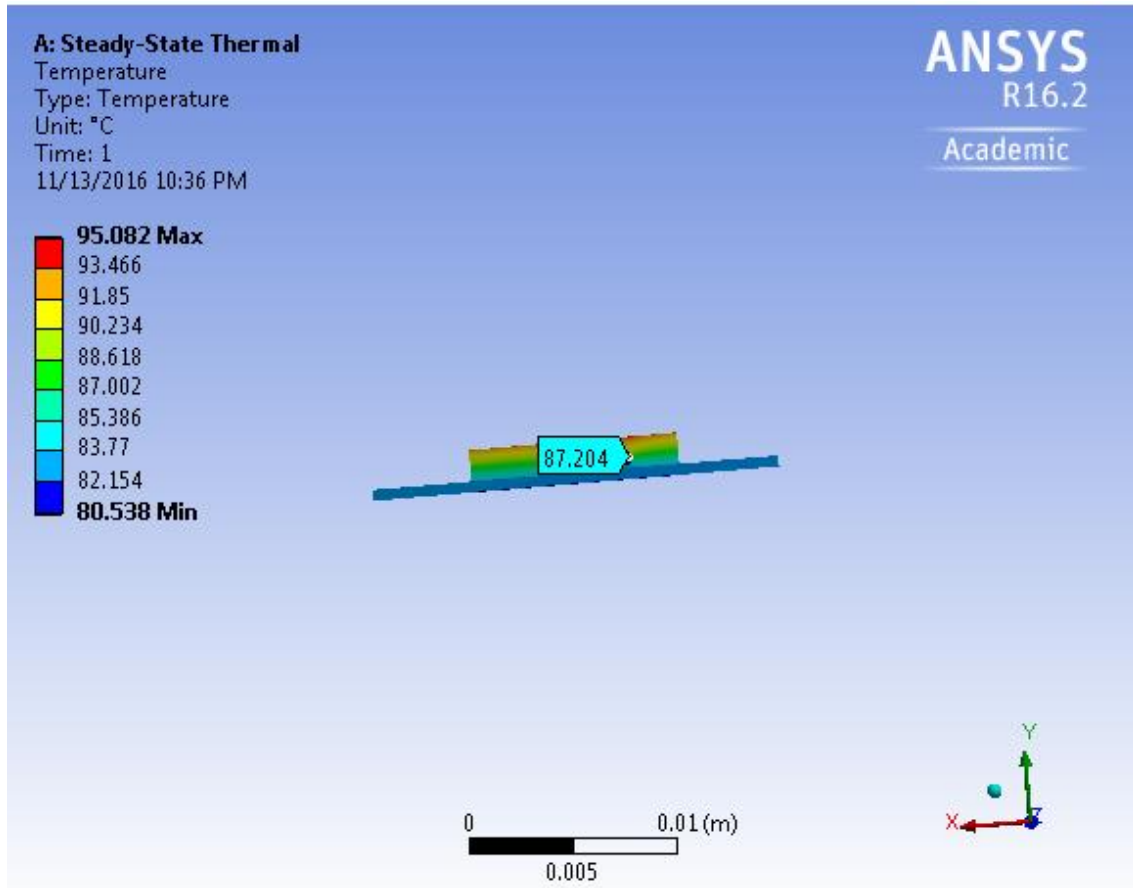 A: Steady-State Thermal
Temperature
Type: Temperature
Unit: °C
Time: 1
11/13/2016 10:36 PM
ANSYS
R16.2
Academic
95.082 Max
93.466
91.85
90.234
88.618
87.002
85.386
83.77
82.154
80.538 Min
87.204
0
0.01 (m)
0.005
Y
X
Z